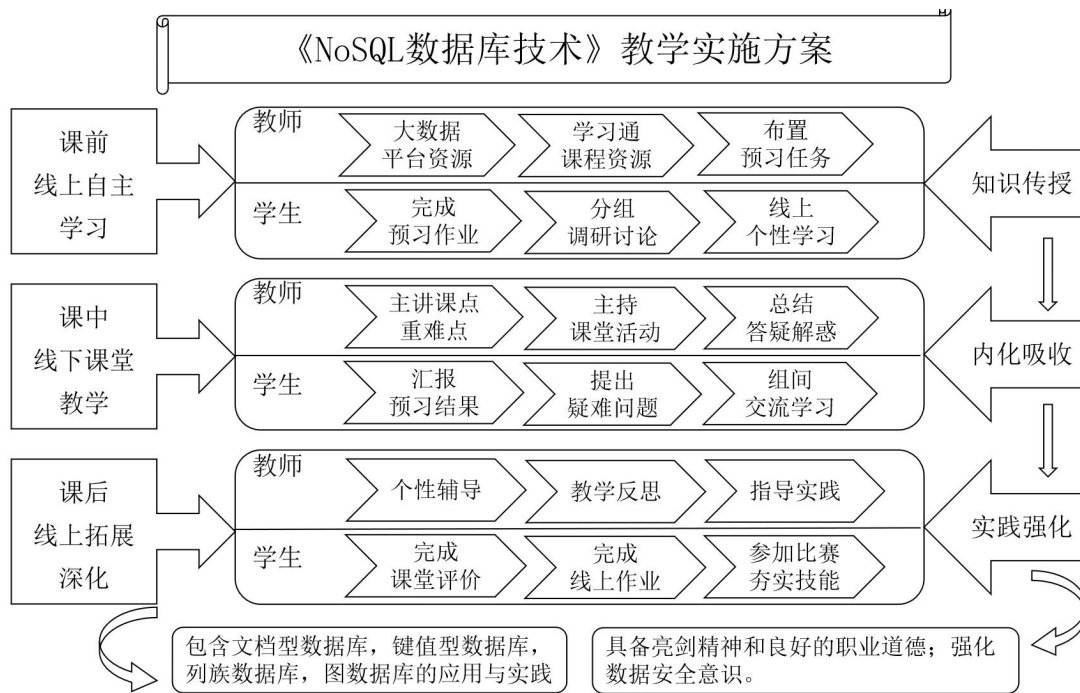 《NoSQL数据库技术》教学实施方案
课前
线上自主
学习
教师
大数据
平台资源
学习通
课程资源
布置
预习任务
学生
完成
预习作业
分组
调研讨论
线上
个性学习
知识传授
课中
线下课堂
教学
教师
主讲课点
重难点
主持
课堂活动
总结
答疑解惑
学生
汇报
预习结果
提出
疑难问题
组间
交流学习
内化吸收
课后
线上拓展
深化
教师
个性辅导
教学反思
指导实践
学生
完成
课堂评价
完成
线上作业
参加比赛
夯实技能
实践强化
包含文档型数据库，键值型数据库，
列族数据库，图数据库的应用与实践
具备亮剑精神和良好的职业道德；强化
数据安全意识。